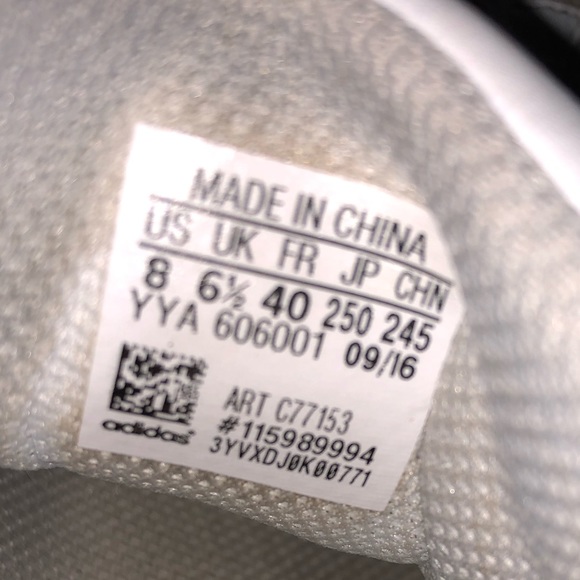 MADE IN CHINA
US UK FR JP CHN
8 6½ 40 250 245
YYA 606001 09/16
ART C77153
#115989994
adidas
3YVXDJ0K00771